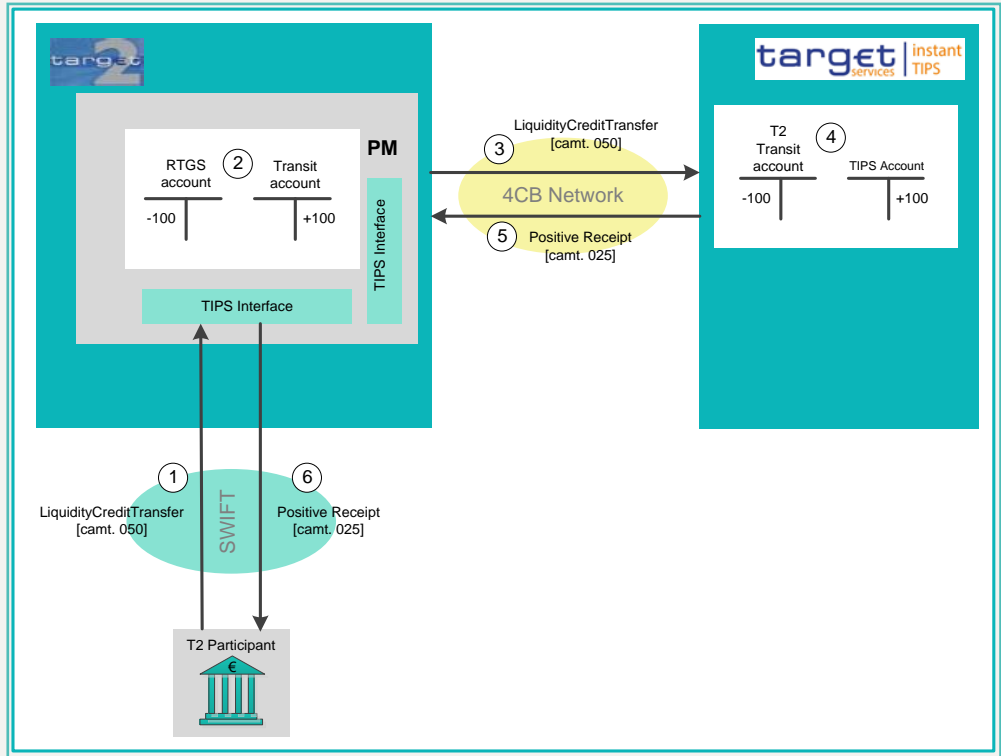 target
2
target
services
instant
TIPS
RTGS
account
2
Transit
account
PM
-100
+100
TIPS Interface
TIPS Interface
LiquidityCreditTransfer
[camt. 050]
3
4CB Network
5
Positive Receipt
[camt. 025]
T2
Transit
account
4
TIPS Account
-100
+100
1
6
LiquidityCreditTransfer
[camt. 050]
SWIFT
Positive Receipt
[camt. 025]
T2 Participant
€